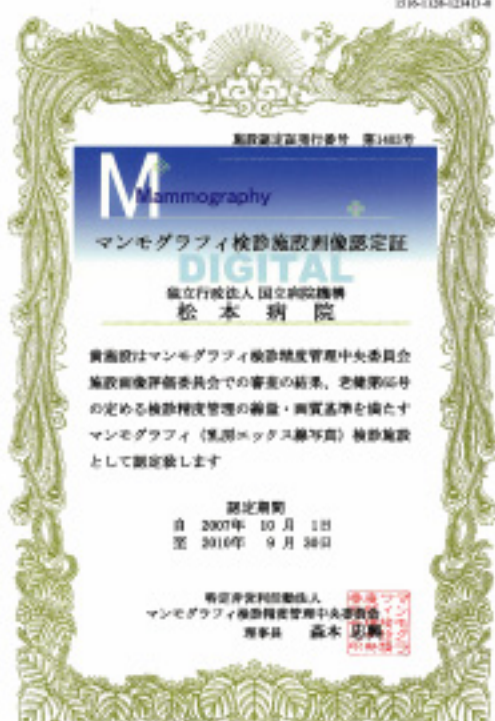 施設認定証発行番号 第1403号
Mammography
マンモグラフィ検診施設画像認定証
DIGITAL
独立行政法人 国立病院機構
松本病院
貴施設はマンモグラフィ検診精度管理中央委員会
施設画像評価委員会での審査の結果、老健第65号
の定める検診精度管理の線量・画質基準を満たす
マンモグラフィ（乳房エックス線写真）検診施設
として認定致します
認定期間
自 2007年 10月 1日
至 2010年 9月 30日
特定非営利活動法人
マンモグラフィ検診精度管理中央委員会
理事長 森本